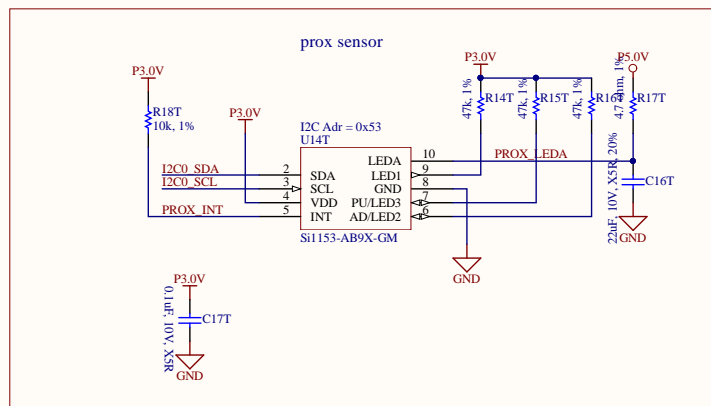 prox sensor
P3.0V
R18T
10k, 1%
P3.0V
I2C Adr = 0x53
U14T
I2C0_SDA
I2C0_SCL
PROX_INT
2
3
4
5
SDA
SCL
VDD
INT
LEDA
LED1
GND
PU/LED3
AD/LED2
10
9
8
7
6
Si1153-AB9X-GM
PROX_LEDA
P3.0V
47k, 1%
R14T
47k, 1%
R15T
47k, 1%
R16T
P5.0V
4.7 ohm, 1%
R17T
22uF, 10V, X5R, 20%
C16T
GND
GND
P3.0V
0.1uF, 10V, X5R
C17T
GND